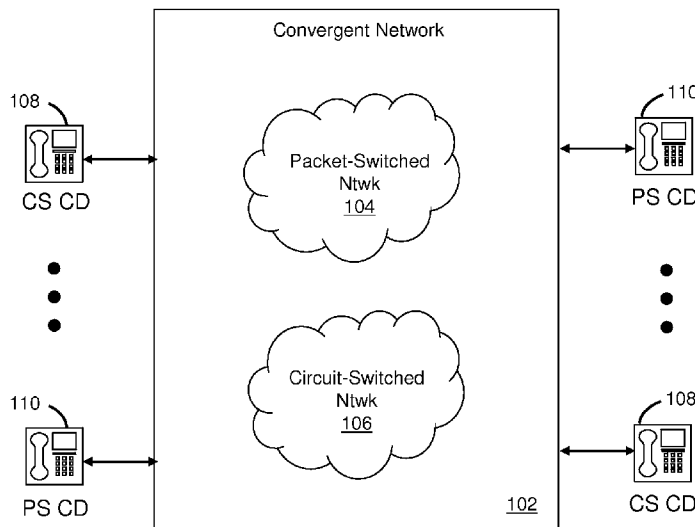 Convergent Network
108
CS CD
Packet-Switched
Ntwk
104
110
PS CD
110
PS CD
Circuit-Switched
Ntwk
106
108
CS CD
102